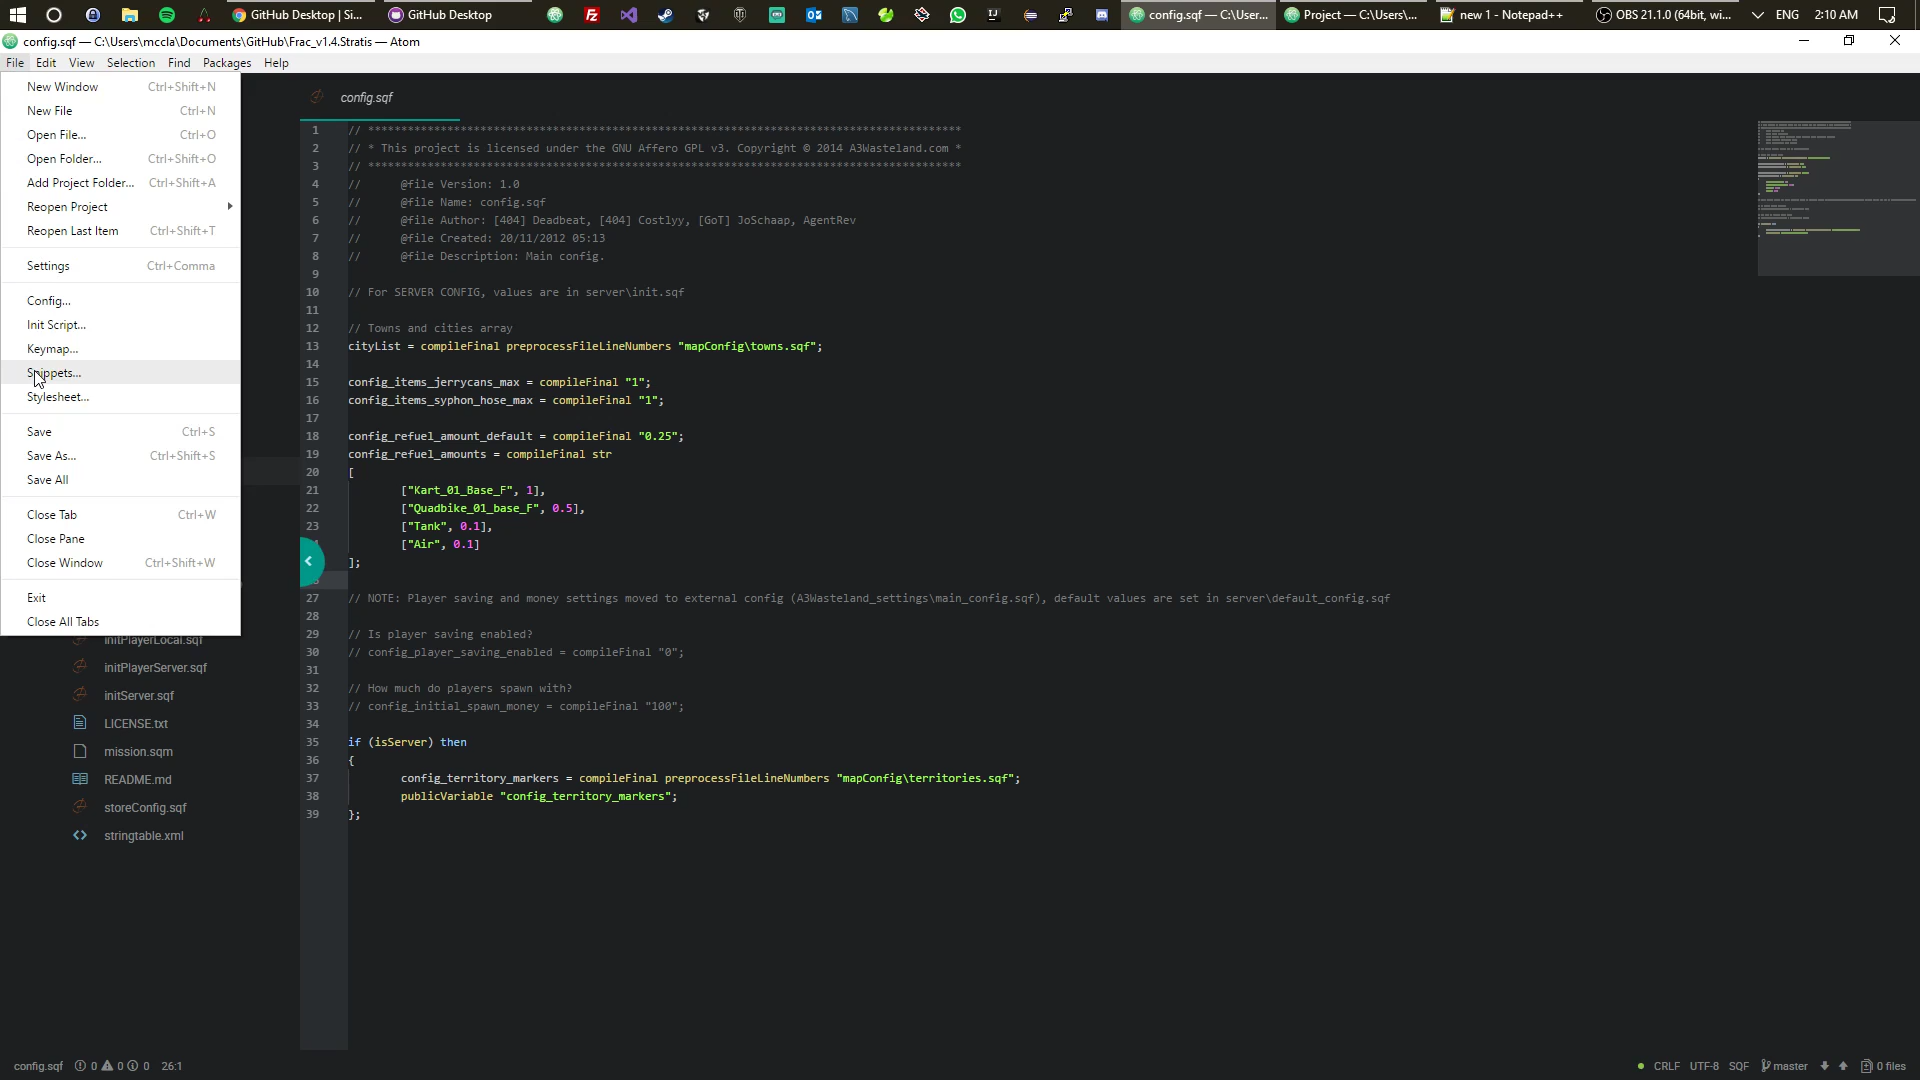 GitHub Desktop | Si...
GitHub Desktop
config.sqf — C:\User...
Project — C:\Users\...
new 1 - Notepad++
OBS 21.1.0 (64bit, wi...
ENG
2:10 AM
config.sqf — C:\Users\mccla\Documents\GitHub\Frac_v1.4.Stratis — Atom
File Edit View Selection Find Packages Help
New Window Ctrl+Shift+N
New File Ctrl+N
Open File... Ctrl+O
Open Folder... Ctrl+Shift+O
Add Project Folder... Ctrl+Shift+A
Reopen Project
Reopen Last Item Ctrl+Shift+T
Settings Ctrl+Comma
Config...
Init Script...
Keymap...
Snippets...
Stylesheet...
Save Ctrl+S
Save As... Ctrl+Shift+S
Save All
Close Tab Ctrl+W
Close Pane
Close Window Ctrl+Shift+W
Exit
Close All Tabs
initPlayerLocal.sqf
initPlayerServer.sqf
initServer.sqf
LICENSE.txt
mission.sqm
README.md
storeConfig.sqf
stringtable.xml
config.sqf
1 // ******************************************************************************************
2 // * This project is licensed under the GNU Affero GPL v3. Copyright © 2014 A3Wasteland.com *
3 // ******************************************************************************************
4 // @file Version: 1.0
5 // @file Name: config.sqf
6 // @file Author: [404] Deadbeat, [404] Costlyy, [GoT] JoSchaap, AgentRev
7 // @file Created: 20/11/2012 05:13
8 // @file Description: Main config.
9
10 // For SERVER CONFIG, values are in server\init.sqf
11
12 // Towns and cities array
13 cityList = compileFinal preprocessFileLineNumbers "mapConfig\towns.sqf";
14
15 config_items_jerrycans_max = compileFinal "1";
16 config_items_syphon_hose_max = compileFinal "1";
17
18 config_refuel_amount_default = compileFinal "0.25";
19 config_refuel_amounts = compileFinal str
20 [
21 ["Kart_01_Base_F", 1],
22 ["Quadbike_01_base_F", 0.5],
23 ["Tank", 0.1],
["Air", 0.1]
];
27 // NOTE: Player saving and money settings moved to external config (A3Wasteland_settings\main_config.sqf), default values are set in server\default_config.sqf
28
29 // Is player saving enabled?
30 // config_player_saving_enabled = compileFinal "0";
31
32 // How much do players spawn with?
33 // config_initial_spawn_money = compileFinal "100";
34
35 if (isServer) then
36 {
37 config_territory_markers = compileFinal preprocessFileLineNumbers "mapConfig\territories.sqf";
38 publicVariable "config_territory_markers";
39 };
config.sqf 0 0 0 26:1
CRLF UTF-8 SQF master 0 files